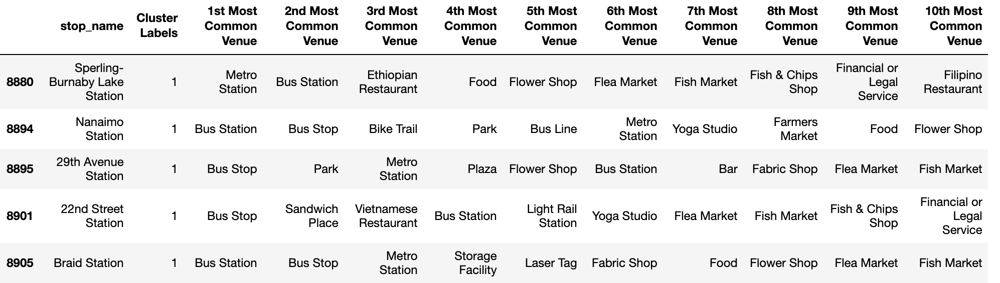 stop_name Cluster Labels 1st Most Common Venue 2nd Most Common Venue 3rd Most Common Venue 4th Most Common Venue 5th Most Common Venue 6th Most Common Venue 7th Most Common Venue 8th Most Common Venue 9th Most Common Venue 10th Most Common Venue
8880 Sperling-Burnaby Lake Station 1 Metro Station Bus Station Ethiopian Restaurant Food Flower Shop Flea Market Fish Market Fish & Chips Shop Financial or Legal Service Filipino Restaurant
8894 Nanaimo Station 1 Bus Station Bus Stop Bike Trail Park Bus Line Metro Station Yoga Studio Farmers Market Food Flower Shop
8895 29th Avenue Station 1 Bus Stop Park Metro Station Plaza Flower Shop Bus Station Bar Fabric Shop Flea Market Fish Market
8901 22nd Street Station 1 Bus Stop Sandwich Place Vietnamese Restaurant Bus Station Light Rail Station Yoga Studio Flea Market Fish Market Fish & Chips Shop Financial or Legal Service
8905 Braid Station 1 Bus Station Bus Stop Metro Station Storage Facility Laser Tag Fabric Shop Food Flower Shop Flea Market Fish Market